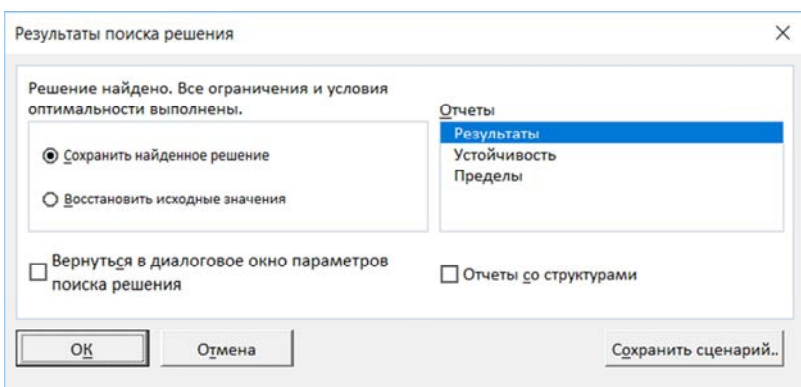 Результаты поиска решения
Решение найдено. Все ограничения и условия
оптимальности выполнены.
Отчеты
Результаты
Устойчивость
Пределы
Сохранить найденное решение
Восстановить исходные значения
Вернуться в диалоговое окно параметров
поиска решения
Отчеты со структурами
ОК
Отмена
Сохранить сценарий..